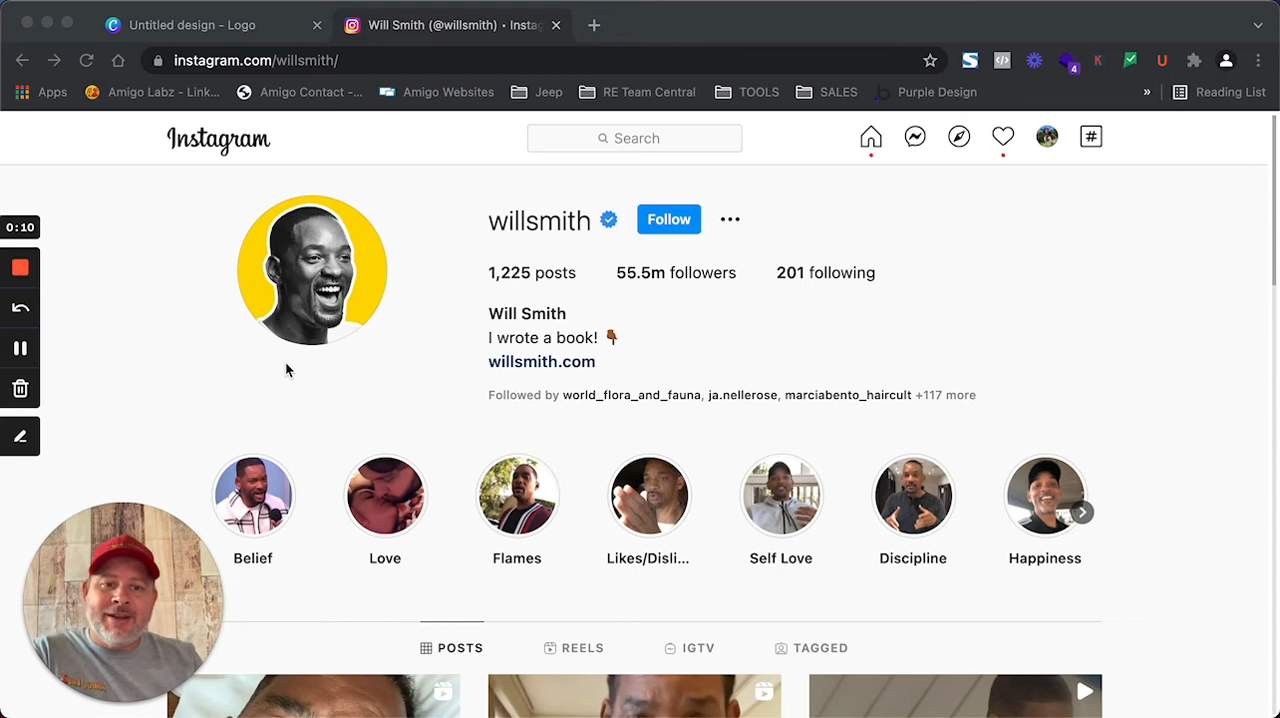 Untitled design - Logo
Will Smith (@willsmith) • Insta
instagram.com/willsmith/
4
K
U
Apps
Amigo Labz - Link...
Amigo Contact -...
Amigo Websites
Jeep
RE Team Central
TOOLS
SALES
Purple Design
»
Reading List
Instagram
Search
#
0:10
willsmith
Follow
1,225 posts
55.5m followers
201 following
Will Smith
I wrote a book! 👇🏾
willsmith.com
Followed by world_flora_and_fauna, ja.nellerose, marciabento_haircult +117 more
Belief
Love
Flames
Likes/Disli...
Self Love
Discipline
Happiness
POSTS
REELS
IGTV
TAGGED